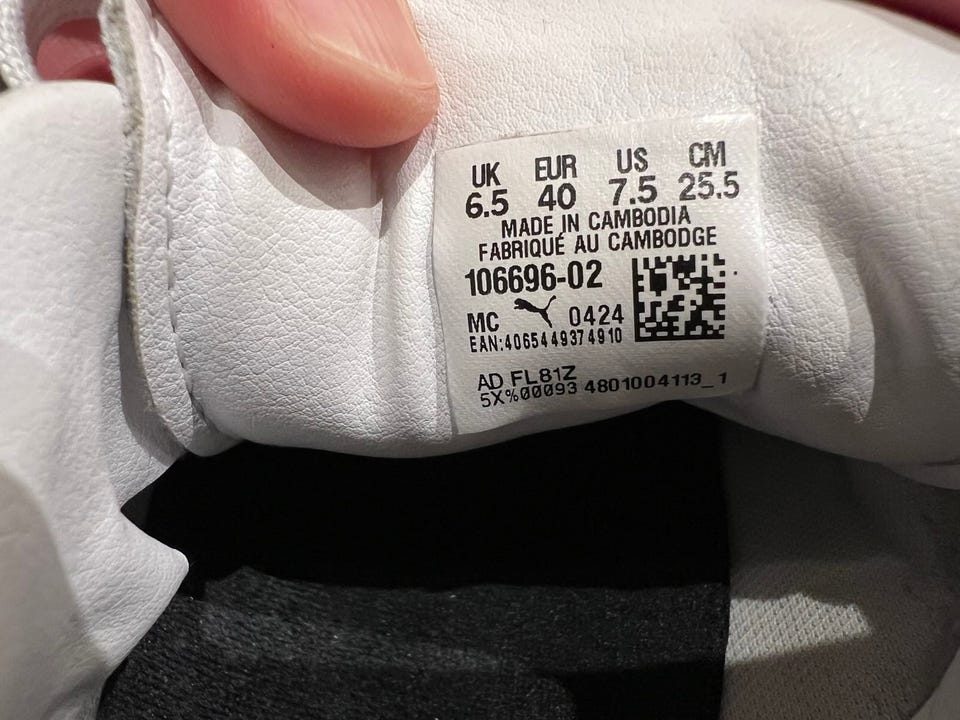 UK EUR US CM
6.5 40 7.5 25.5
MADE IN CAMBODIA
FABRIQUÉ AU CAMBODGE
106696-02
MC 0424
EAN:4065449374910
AD FL81Z
5X%00093 4801004113_1